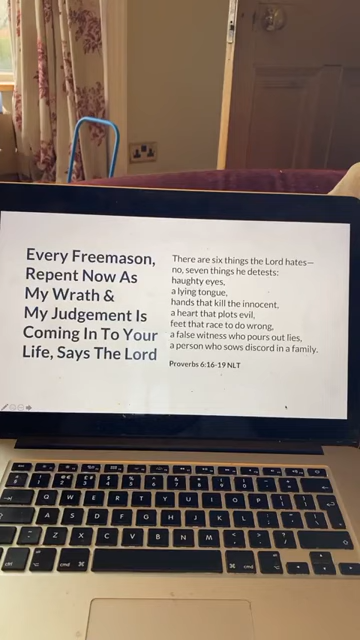 Every Freemason,
Repent Now As
My Wrath &
My Judgement Is
Coming In To Your
Life, Says The Lord
There are six things the Lord hates—
no, seven things he detests:
haughty eyes,
a lying tongue,
hands that kill the innocent,
a heart that plots evil,
feet that race to do wrong,
a false witness who pours out lies,
a person who sows discord in a family.
Proverbs 6:16-19 NLT
Q W E R T Y U I O P
A S D F G H J K L
Z X C V B N M
cmd cmd